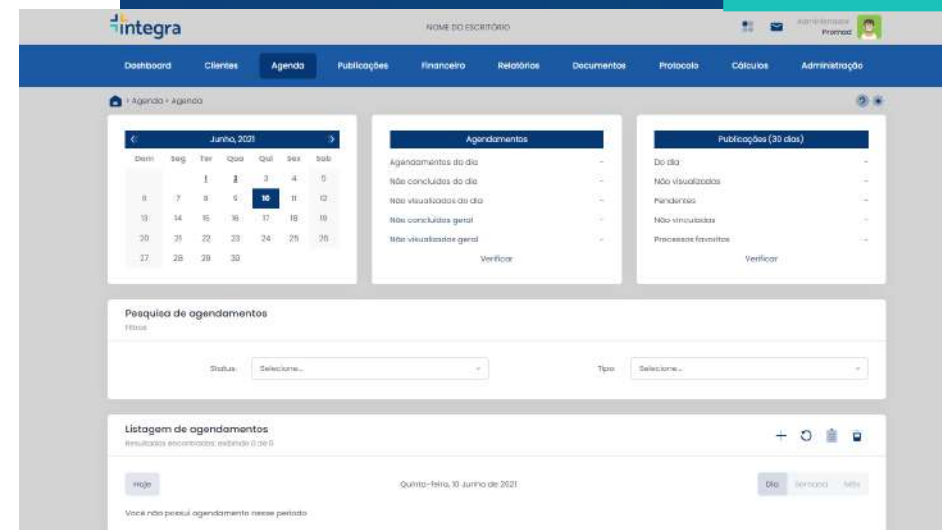 integra
NOME DO ESCRITÓRIO
Administrador
Promad
Dashboard Clientes Agenda Publicações Financeiro Relatórios Documentos Protocolo Cálculos Administração
› Agenda › Agenda
Junho, 2021
Dom Seg Ter Qua Qui Sex Sab
1 2 3 4 5
6 7 8 9 10 11 12
13 14 15 16 17 18 19
20 21 22 23 24 25 26
27 28 29 30
Agendamentos
Agendamentos do dia -
Não concluídos do dia -
Não visualizados do dia -
Não concluídos geral -
Não visualizados geral -
Verificar
Publicações (30 dias)
Do dia -
Não visualizadas -
Pendentes -
Não vinculadas -
Processos favoritos -
Verificar
Pesquisa de agendamentos
Filtros
Status: Selecione... Tipo: Selecione...
Listagem de agendamentos
Resultados encontrados: exibindo 0 de 0
Hoje Quinta-feira, 10 Junho de 2021 Dia Semana Mês
Você não possui agendamento nesse período